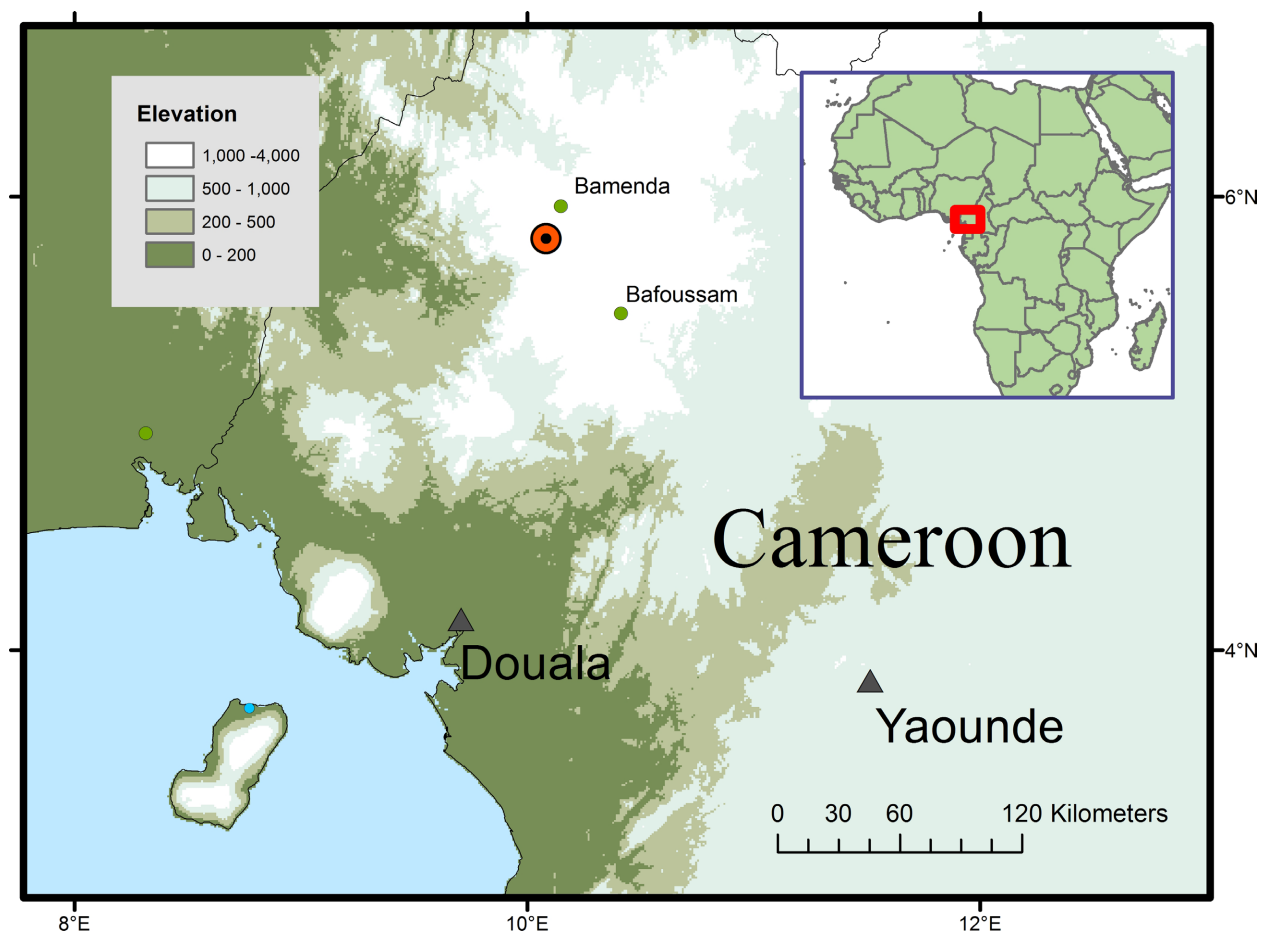 Elevation
1,000 -4,000
500 - 1,000
200 - 500
0 - 200
Bamenda
6°N
Bafoussam
Cameroon
4°N
Douala
Yaounde
0 30 60 120 Kilometers
8°E 10°E 12°E